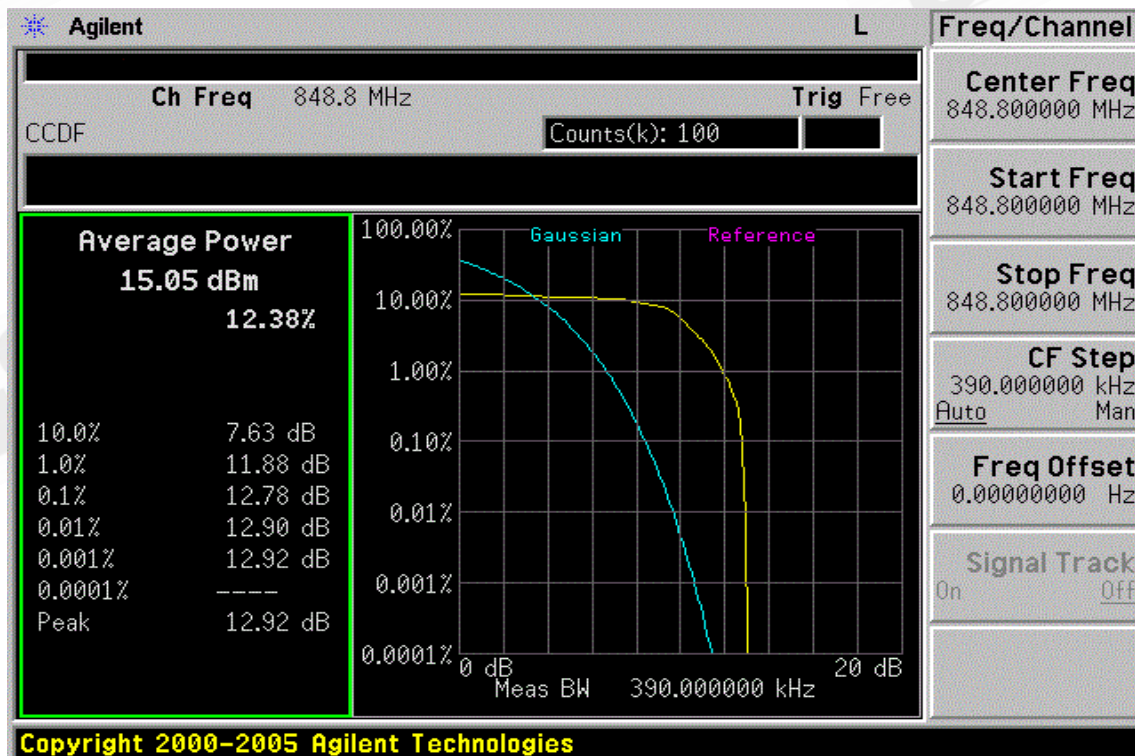 Agilent L Freq/Channel
Ch Freq 848.8 MHz Trig Free
CCDF Counts(k): 100
Average Power
15.05 dBm
12.38%
10.0% 7.63 dB
1.0% 11.88 dB
0.1% 12.78 dB
0.01% 12.90 dB
0.001% 12.92 dB
0.0001% ----
Peak 12.92 dB
Gaussian Reference
100.00%
10.00%
1.00%
0.10%
0.01%
0.001%
0.0001%
0 dB 20 dB
Meas BW 390.000000 kHz
Center Freq
848.800000 MHz
Start Freq
848.800000 MHz
Stop Freq
848.800000 MHz
CF Step
390.000000 kHz
Auto Man
Freq Offset
0.00000000 Hz
Signal Track
On Off
Copyright 2000-2005 Agilent Technologies